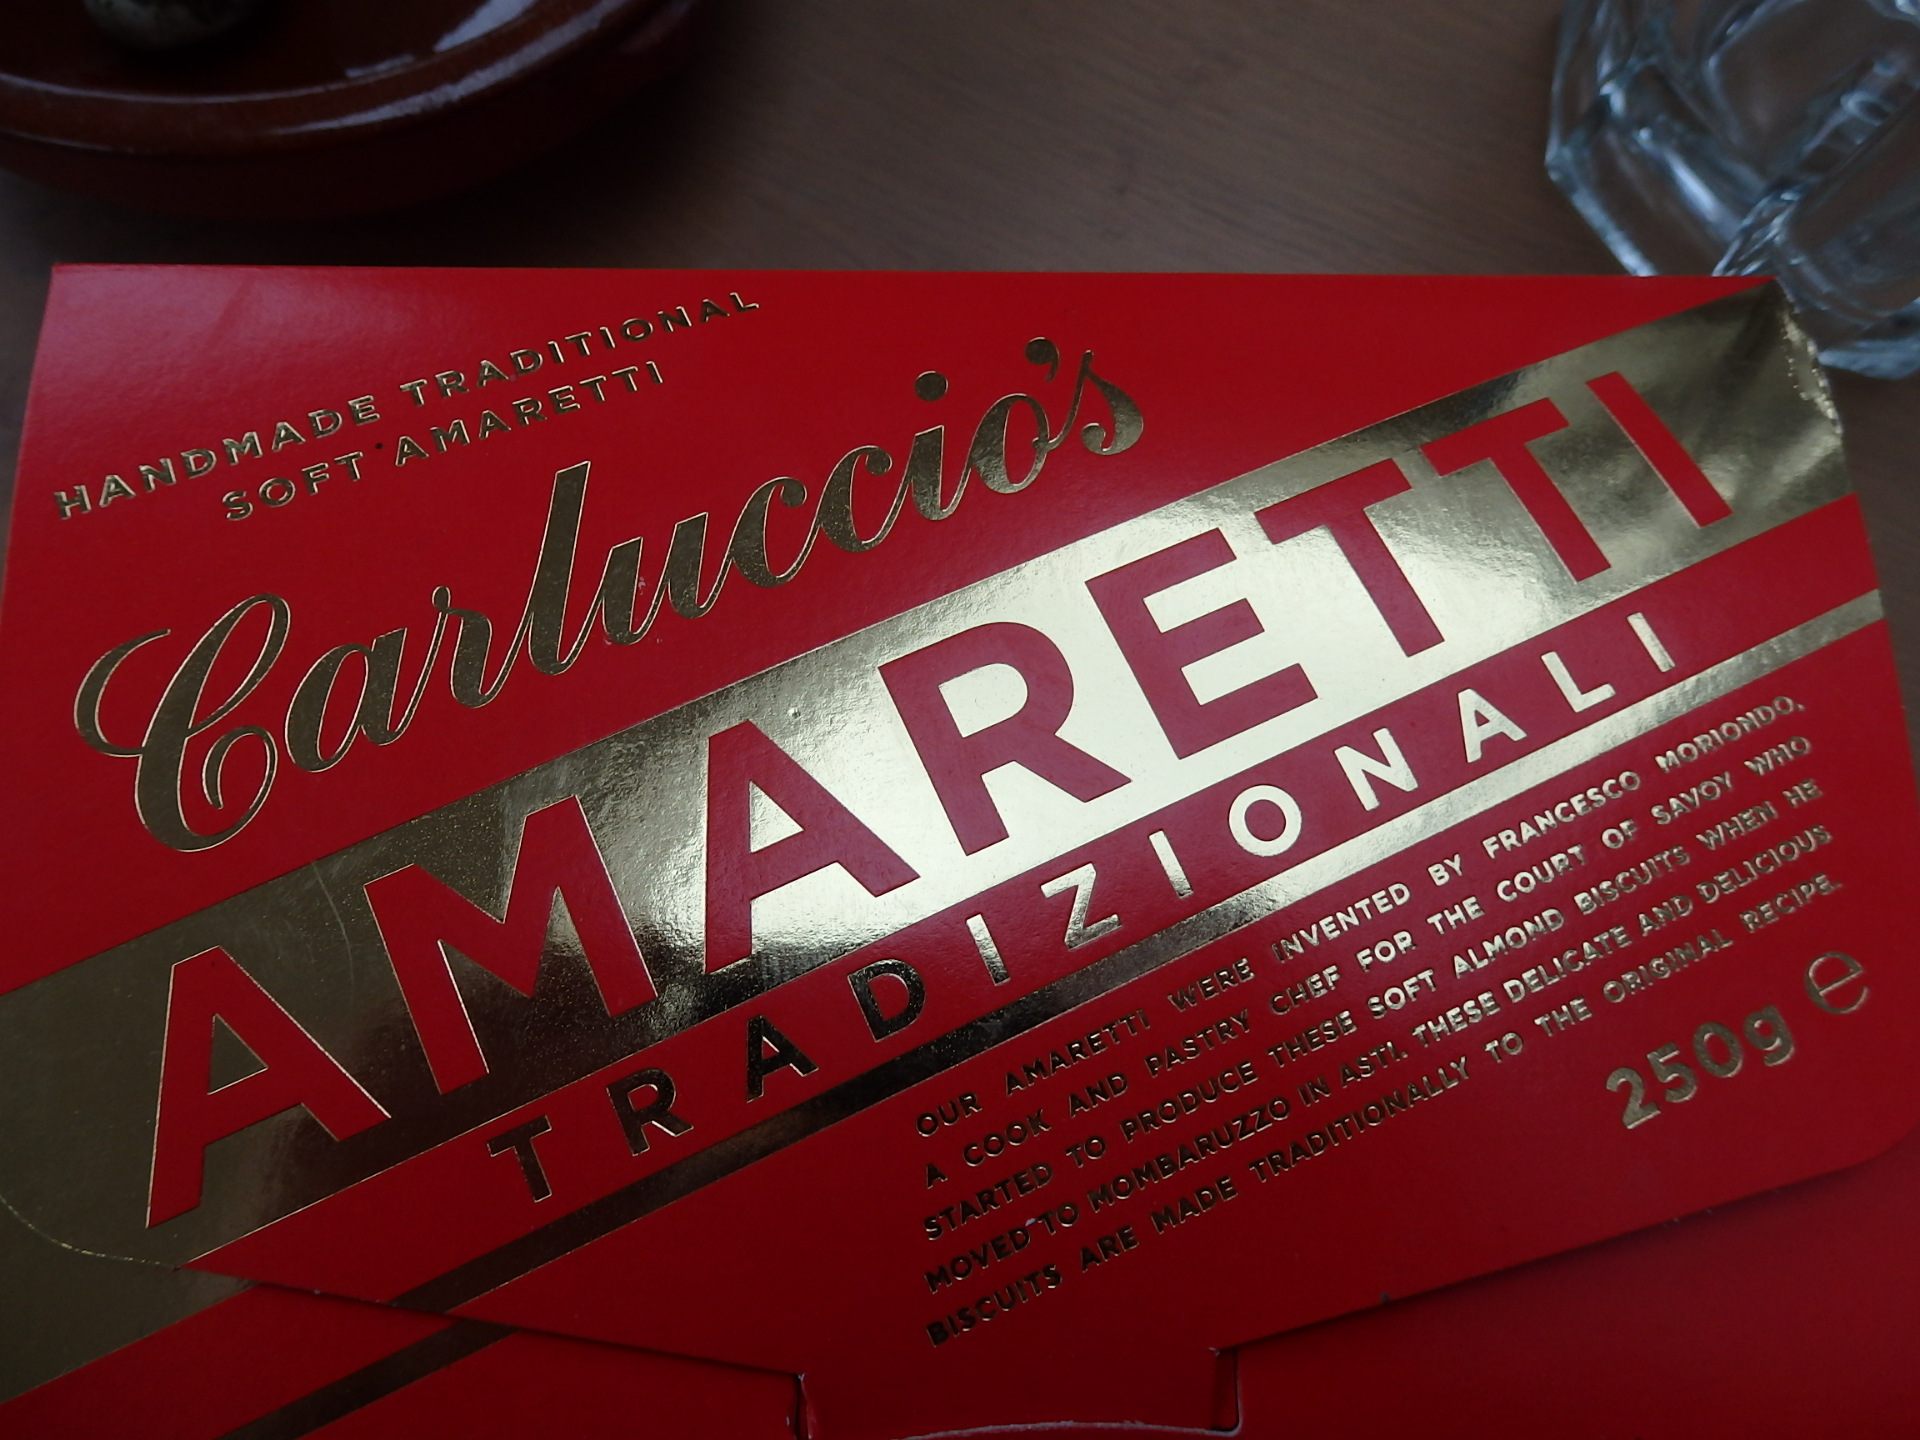 HANDMADE TRADITIONAL
SOFT AMARETTI
Carluccio's
AMARETTI
TRADIZIONALI
OUR AMARETTI WERE INVENTED BY FRANCESCO MORIONDO,
A COOK AND PASTRY CHEF FOR THE COURT OF SAVOY WHO
STARTED TO PRODUCE THESE SOFT ALMOND BISCUITS WHEN HE
MOVED TO MOMBARUZZO IN ASTI. THESE DELICATE AND DELICIOUS
BISCUITS ARE MADE TRADITIONALLY TO THE ORIGINAL RECIPE.
250g ℮